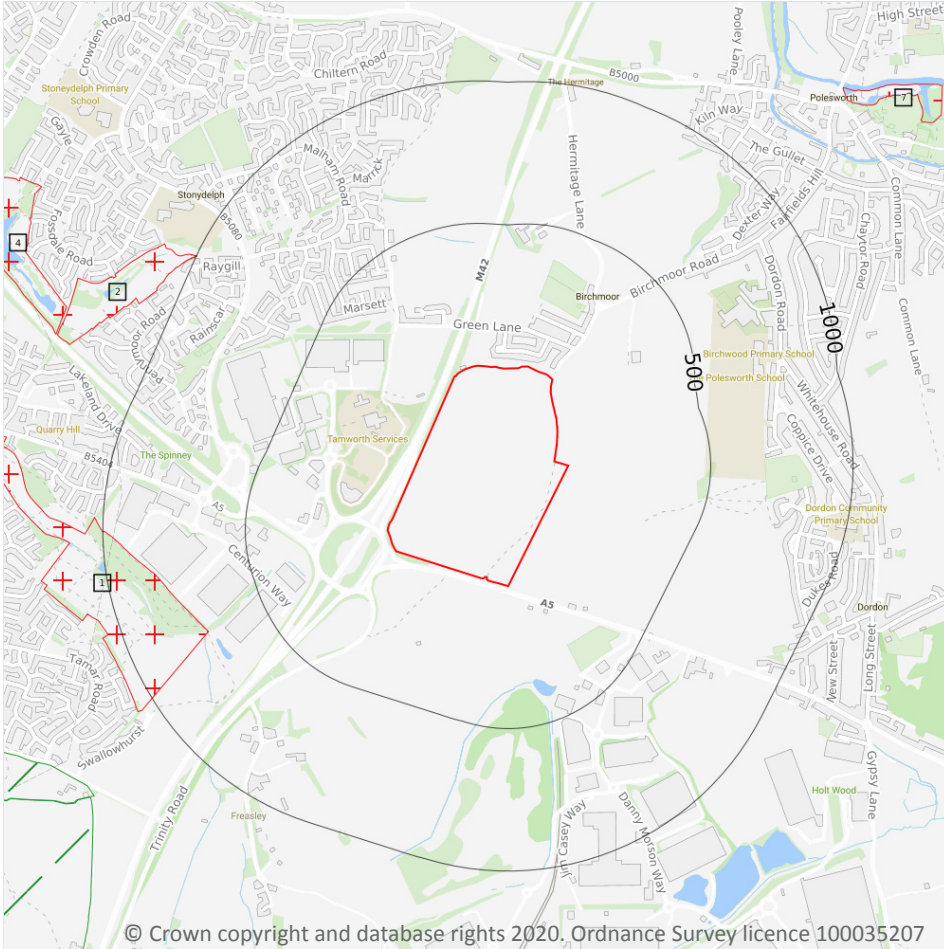 Crowden Road
Chiltern Road
Stoneydelph Primary
School
Gayle
Malham Road
Marrick
Stonydelph
B5080
Fossdale Road
Raygill
Marsett
Rainscar
Pennymoor Road
4
2
Lakeland Drive
Quarry Hill
B5404
The Spinney
A5
Tamworth Services
Centurion Way
1
Tamar Road
Swallowhurst
Trinity Road
Freasley
M42
Green Lane
The Hermitage
B5000
Hermitage Lane
Birchmoor
Birchmoor Road
Pooley Lane
High Street
Polesworth
7
Kiln Way
The Gullet
Fairfields Hill
Dexter Way
Common Lane
Chaytor Road
Common Lane
Dordon Road
1000
500
Birchwood Primary School
Polesworth School
Whitehouse Road
Coppice Drive
Dordon Community
Primary School
Dukes Road
Dordon
New Street
Long Street
A5
Gypsy Lane
Holt Wood
Jim Casey Way
Danny Morson Way
© Crown copyright and database rights 2020. Ordnance Survey licence 100035207